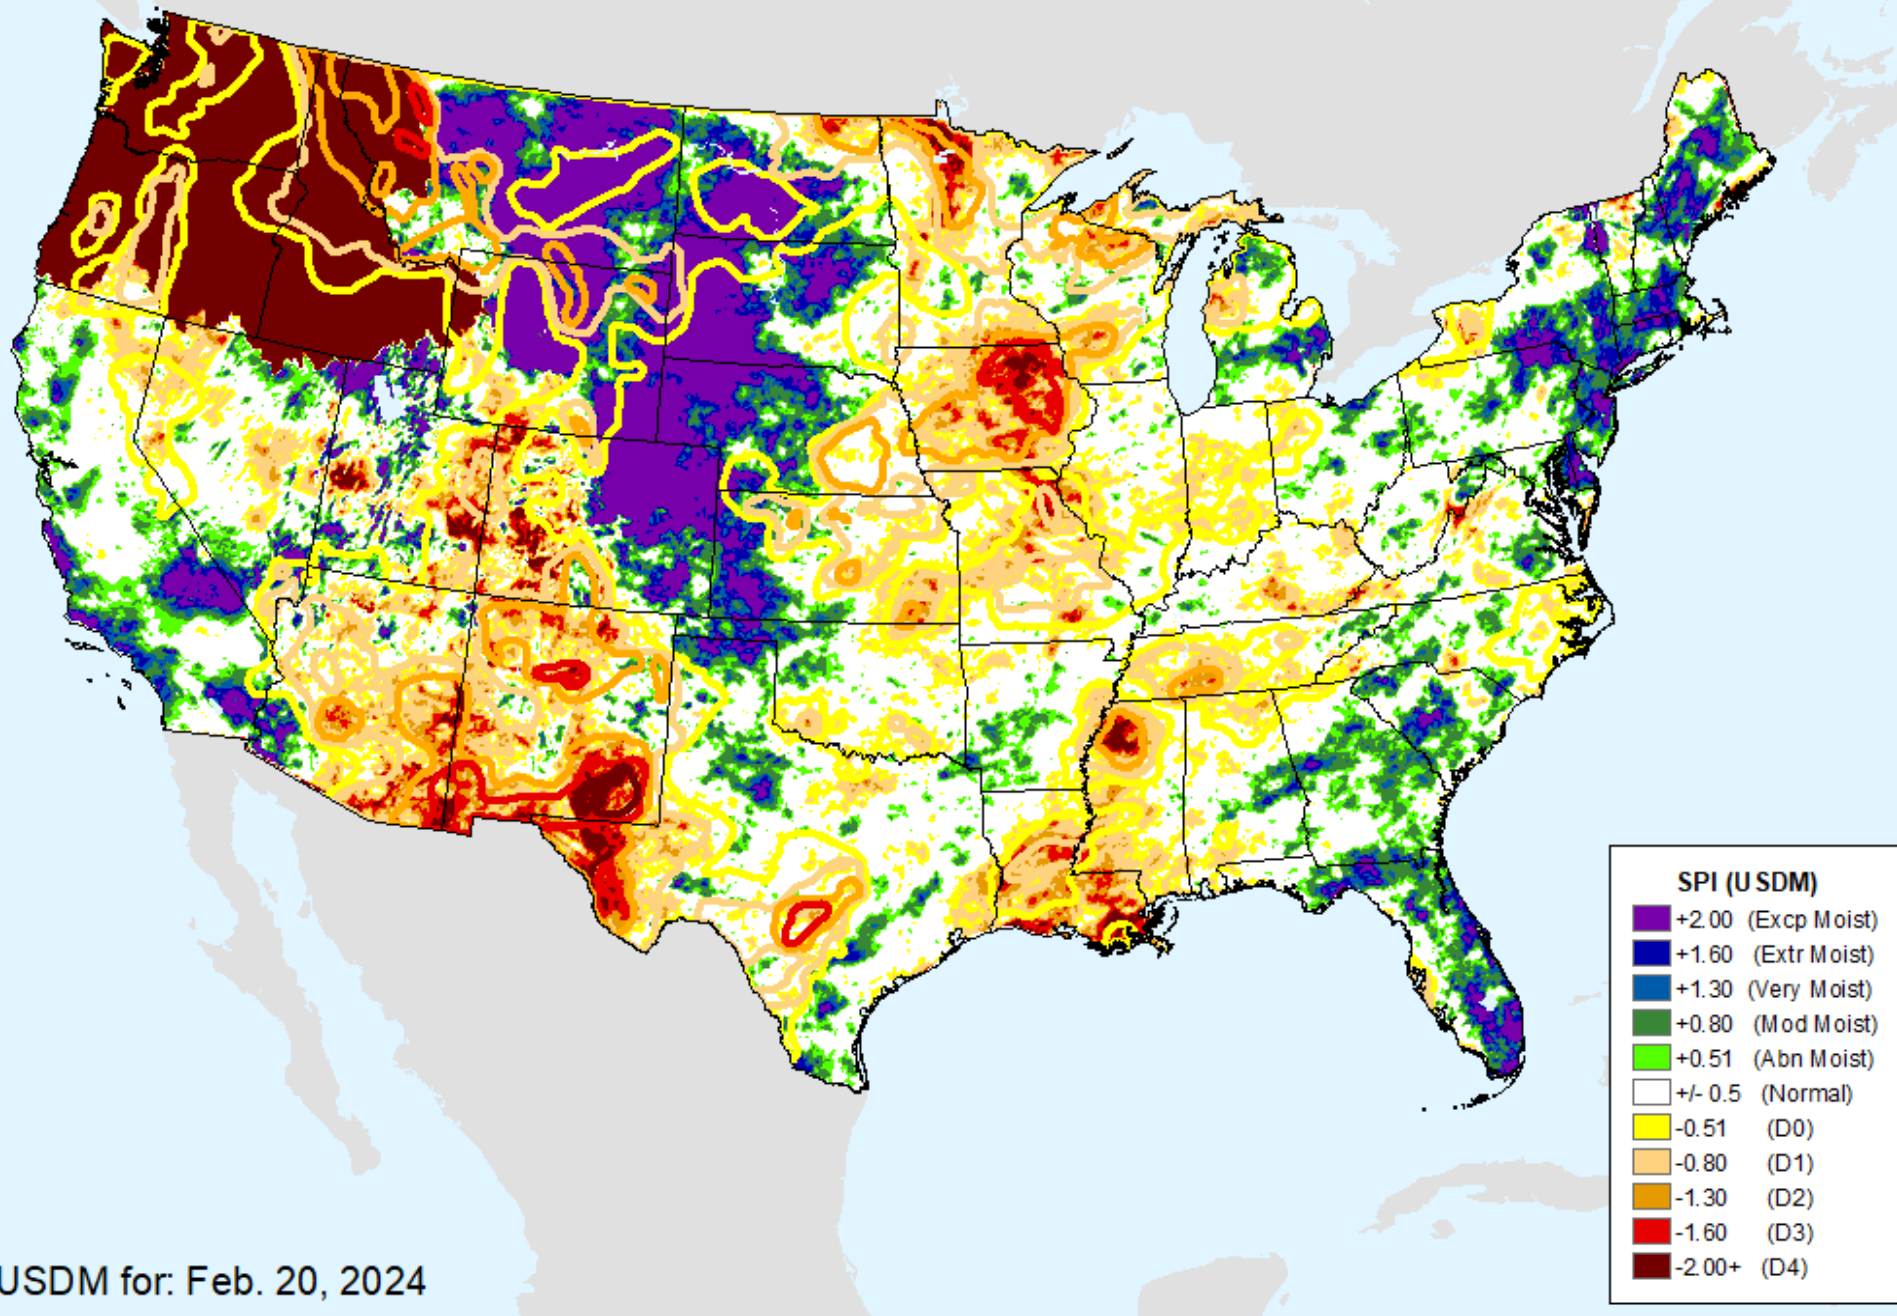 SPI (USDM)
+2.00 (Excp Moist)
+1.60 (Extr Moist)
+1.30 (Very Moist)
+0.80 (Mod Moist)
+0.51 (Abn Moist)
+/- 0.5 (Normal)
-0.51 (D0)
-0.80 (D1)
-1.30 (D2)
-1.60 (D3)
-2.00+ (D4)
USDM for: Feb. 20, 2024